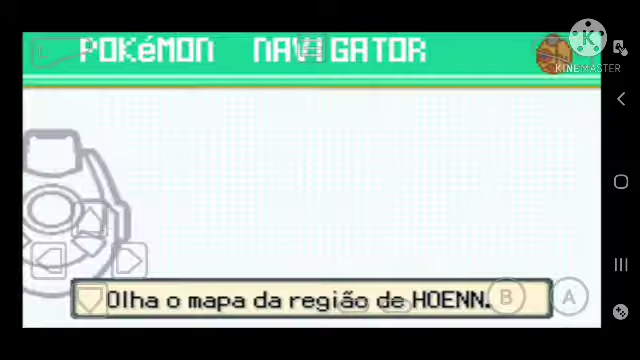 POKéMON NAVIGATOR
KINEMASTER
Olha o mapa da região de HOENN.
B
A